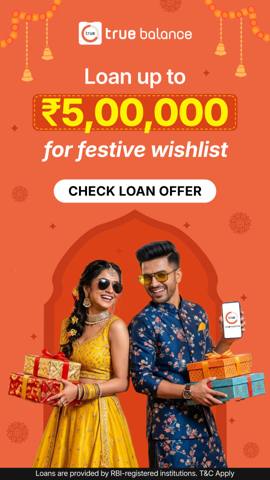 true balance
Loan up to
₹5,00,000
for festive wishlist
CHECK LOAN OFFER
Loans are provided by RBI-registered institutions. T&C Apply